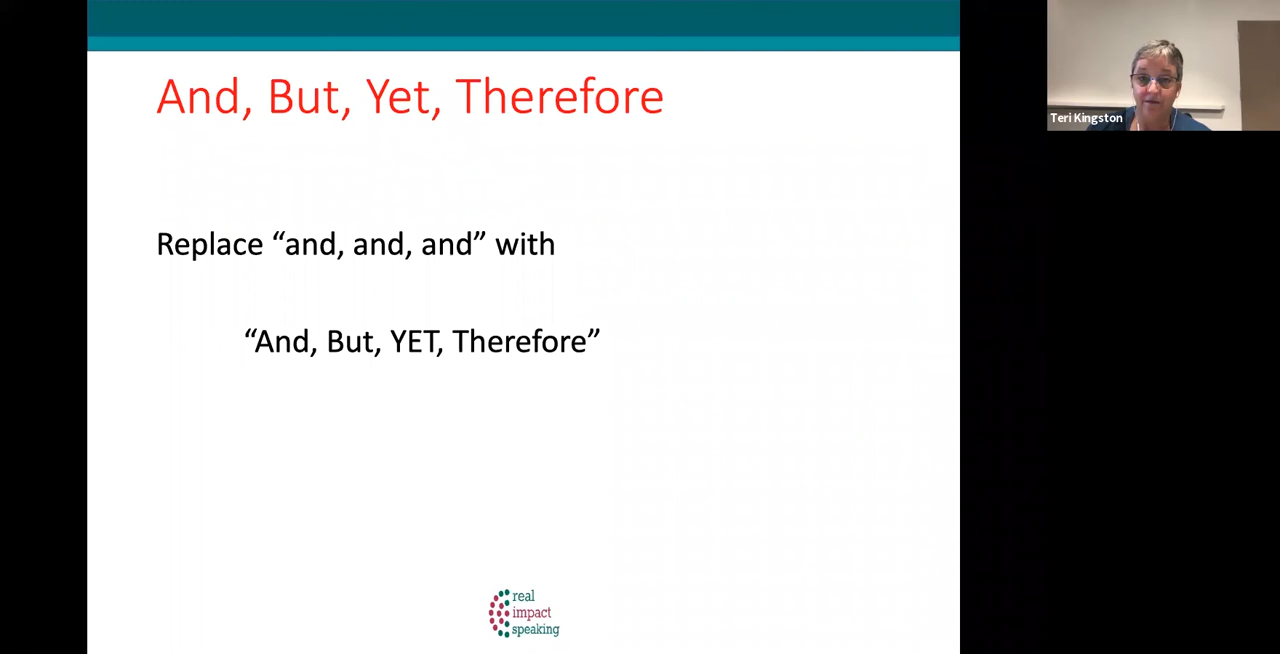 And, But, Yet, Therefore
Teri Kingston
Replace “and, and, and” with
“And, But, YET, Therefore”
real
impact
speaking